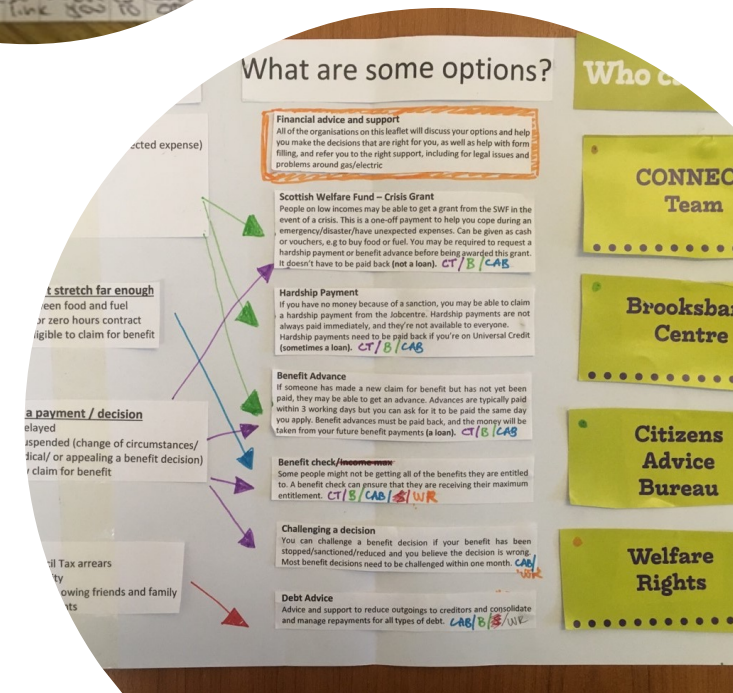 link you to
What are some options?
Who c
ected expense)
t stretch far enough
een food and fuel
or zero hours contract
ligible to claim for benefit
a payment / decision
elayed
uspended (change of circumstances/
dical/ or appealing a benefit decision)
claim for benefit
cil Tax arrears
ty
owing friends and family
ts
Financial advice and support
All of the organisations on this leaflet will discuss your options and help
you make the decisions that are right for you, as well as help with form
filling, and refer you to the right support, including for legal issues and
problems around gas/electric
Scottish Welfare Fund – Crisis Grant
People on low incomes may be able to get a grant from the SWF in the
event of a crisis. This is a one-off payment to help you cope during an
emergency/disaster/have unexpected expenses. Can be given as cash
or vouchers, e.g to buy food or fuel. You may be required to request a
hardship payment or benefit advance before being awarded this grant.
It doesn't have to be paid back (not a loan). CT/B/CAB
Hardship Payment
If you have no money because of a sanction, you may be able to claim
a hardship payment from the Jobcentre. Hardship payments are not
always paid immediately, and they're not available to everyone.
Hardship payments need to be paid back if you're on Universal Credit
(sometimes a loan). CT/B/CAB
Benefit Advance
If someone has made a new claim for benefit but has not yet been
paid, they may be able to get an advance. Advances are typically paid
within 3 working days but you can ask for it to be paid the same day
you apply. Benefit advances must be paid back, and the money will be
taken from your future benefit payments (a loan). CT/B/CAB
Benefit check/income max
Some people might not be getting all of the benefits they are entitled
to. A benefit check can ensure that they are receiving their maximum
entitlement. CT/B/CAB/ /WR
Challenging a decision
You can challenge a benefit decision if your benefit has been
stopped/sanctioned/reduced and you believe the decision is wrong.
Most benefit decisions need to be challenged within one month. CAB/
WR
Debt Advice
Advice and support to reduce outgoings to creditors and consolidate
and manage repayments for all types of debt. CAB/B/ /WR
CONNEC
Team
Brooksba
Centre
Citizens
Advice
Bureau
Welfare
Rights